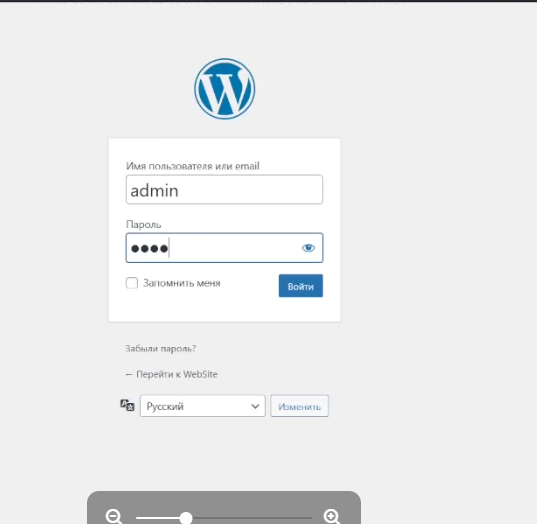 Имя пользователя или email
admin
Пароль
Запомнить меня
Войти
Забыли пароль?
← Перейти к WebSite
Русский
Изменить